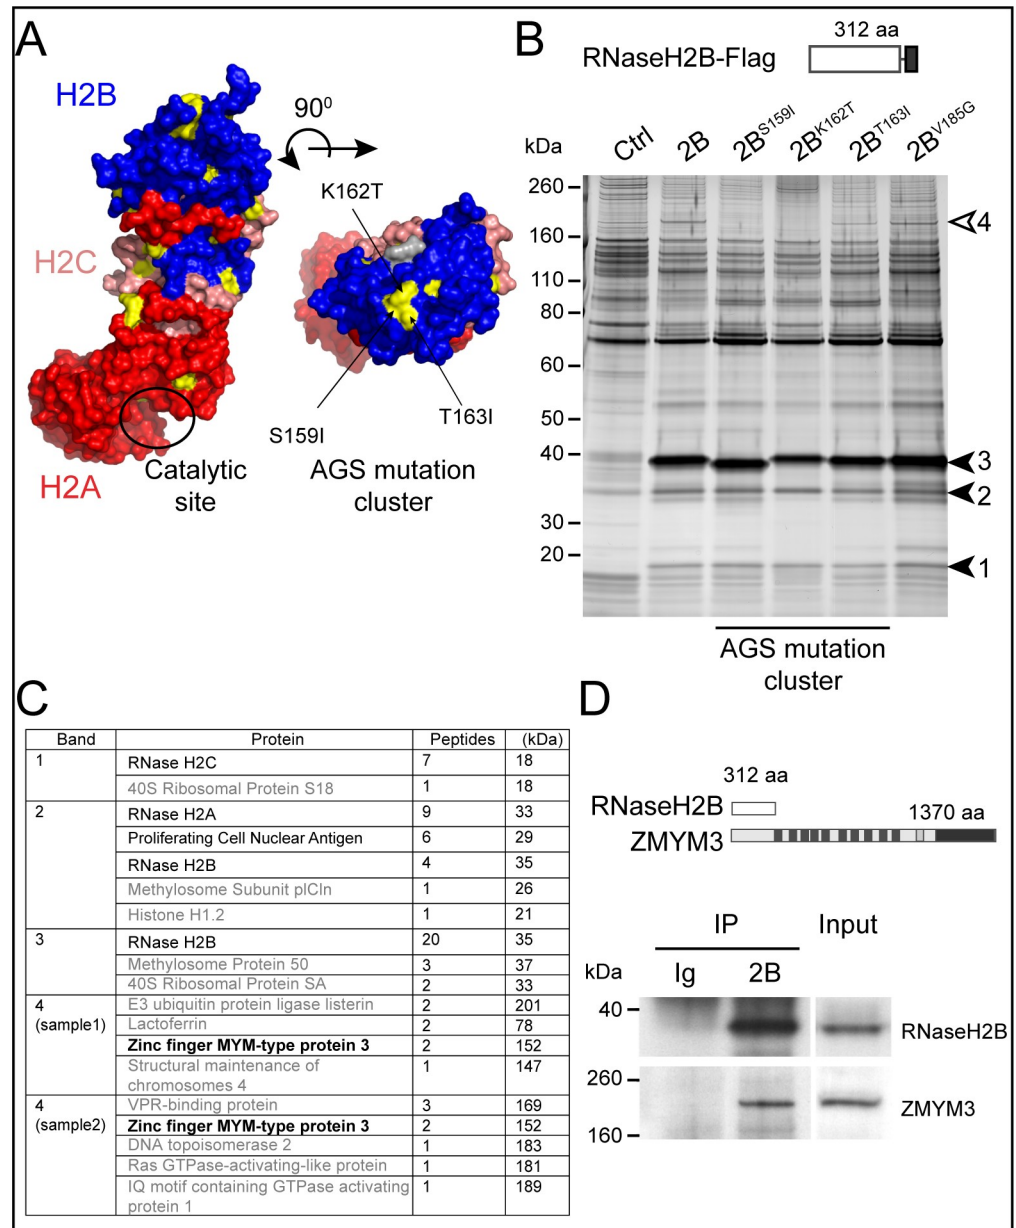 A
H2B
90⁰
K162T
H2C
S159I
T163I
H2A
Catalytic
site
AGS mutation
cluster
B
312 aa
RNaseH2B-Flag
kDa
Ctrl
2B
2B^S159I
2B^K162T
2B^T163I
2B^V185G
260
160
110
80
60
50
40
30
20
4
3
2
1
AGS mutation
cluster
C
Band Protein Peptides (kDa)
1 RNase H2C 7 18
40S Ribosomal Protein S18 1 18
2 RNase H2A 9 33
Proliferating Cell Nuclear Antigen 6 29
RNase H2B 4 35
Methylosome Subunit pICln 1 26
Histone H1.2 1 21
3 RNase H2B 20 35
Methylosome Protein 50 3 37
40S Ribosomal Protein SA 2 33
4 E3 ubiquitin protein ligase listerin 2 201
(sample1) Lactoferrin 2 78
Zinc finger MYM-type protein 3 2 152
Structural maintenance of 1 147
chromosomes 4
4 VPR-binding protein 3 169
(sample2) Zinc finger MYM-type protein 3 2 152
DNA topoisomerase 2 1 183
Ras GTPase-activating-like protein 1 181
IQ motif containing GTPase activating 1 189
protein 1
D
312 aa
RNaseH2B
1370 aa
ZMYM3
IP Input
kDa Ig 2B
40
RNaseH2B
260
ZMYM3
160